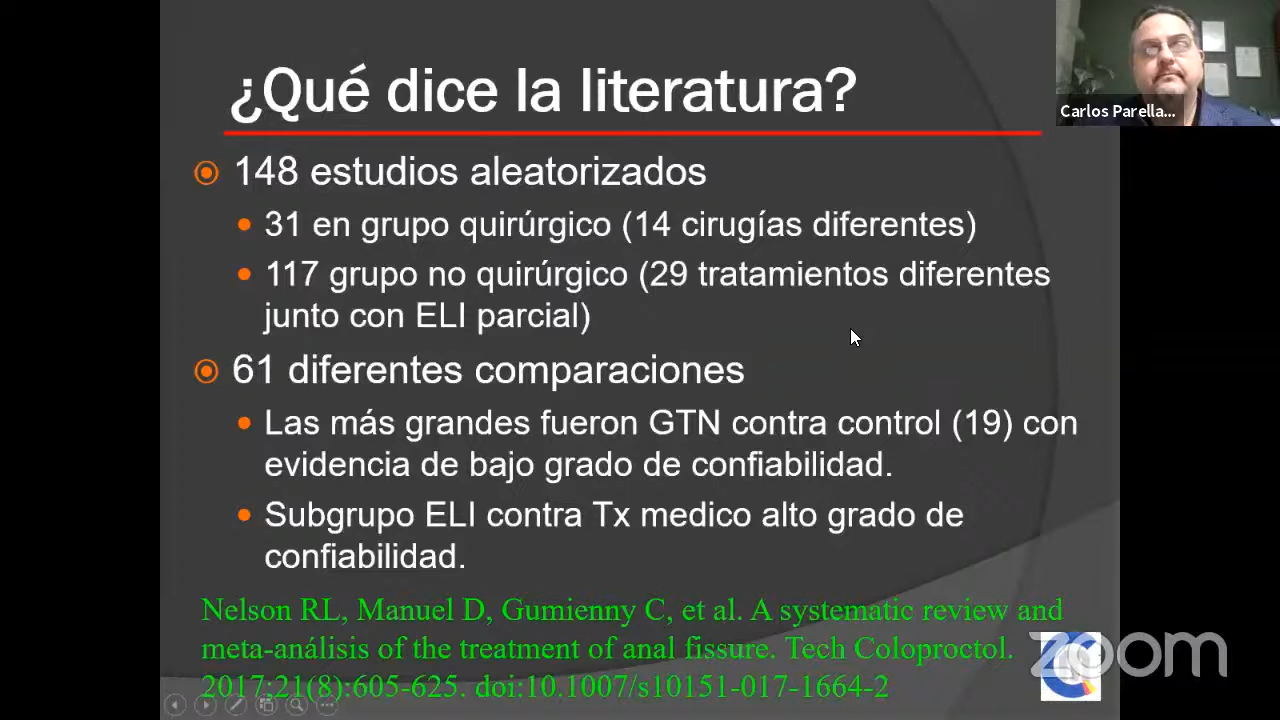 ¿Qué dice la literatura?
Carlos Parella...
148 estudios aleatorizados
31 en grupo quirúrgico (14 cirugías diferentes)
117 grupo no quirúrgico (29 tratamientos diferentes
junto con ELI parcial)
61 diferentes comparaciones
Las más grandes fueron GTN contra control (19) con
evidencia de bajo grado de confiabilidad.
Subgrupo ELI contra Tx medico alto grado de
confiabilidad.
Nelson RL, Manuel D, Gumienny C, et al. A systematic review and
meta-análisis of the treatment of anal fissure. Tech Coloproctol.
2017;21(8):605-625. doi:10.1007/s10151-017-1664-2
zoom